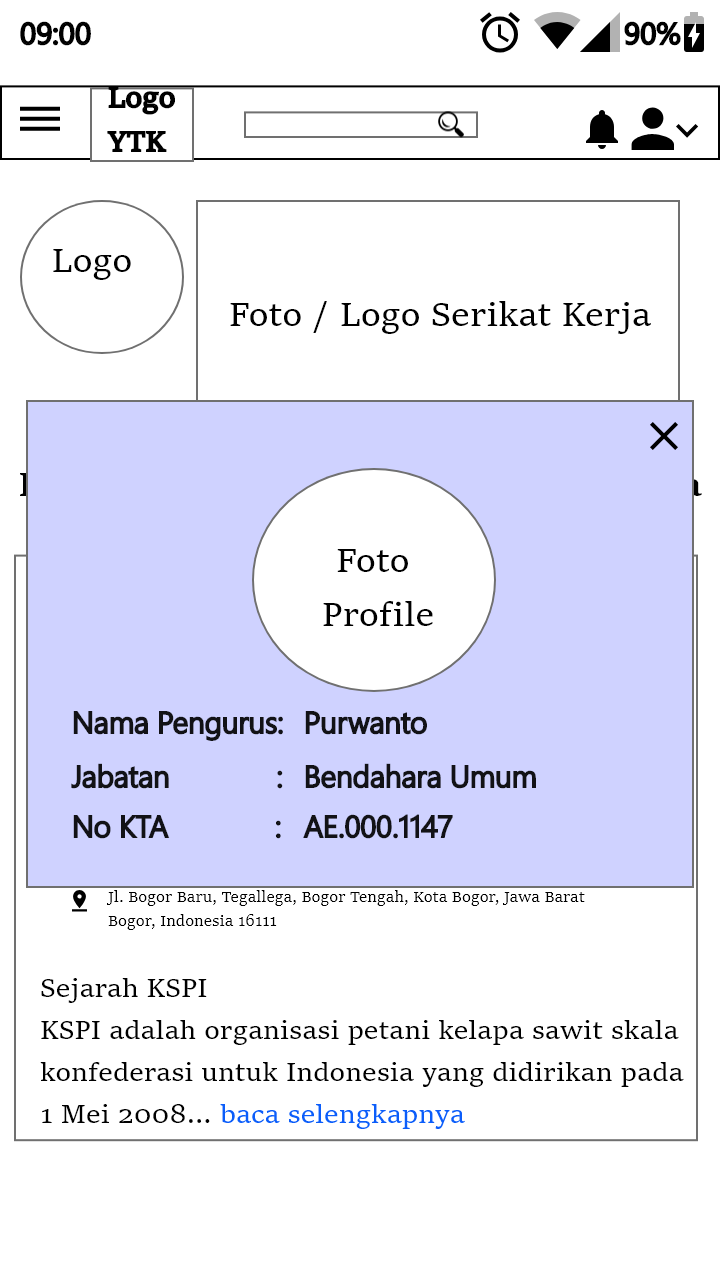 09:00
90%
Logo
YTK
Logo
Foto / Logo Serikat Kerja
Foto
Profile
Nama Pengurus: Purwanto
Jabatan : Bendahara Umum
No KTA : AE.000.1147
Jl. Bogor Baru, Tegallega, Bogor Tengah, Kota Bogor, Jawa Barat
Bogor, Indonesia 16111
Sejarah KSPI
KSPI adalah organisasi petani kelapa sawit skala
konfederasi untuk Indonesia yang didirikan pada
1 Mei 2008... baca selengkapnya